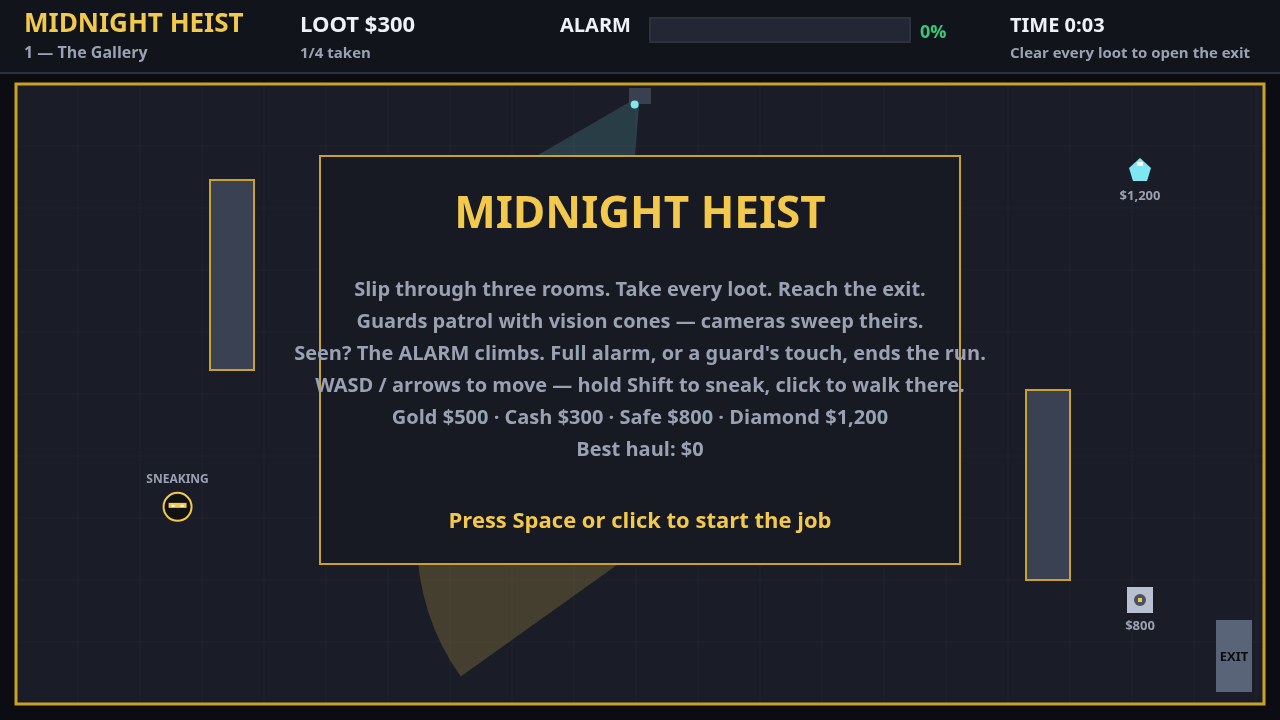 MIDNIGHT HEIST
1 — The Gallery
LOOT $300
1/4 taken
ALARM
0%
TIME 0:03
Clear every loot to open the exit
$1,200
MIDNIGHT HEIST
Slip through three rooms. Take every loot. Reach the exit.
Guards patrol with vision cones — cameras sweep theirs.
Seen? The ALARM climbs. Full alarm, or a guard's touch, ends the run.
WASD / arrows to move — hold Shift to sneak, click to walk there.
Gold $500 · Cash $300 · Safe $800 · Diamond $1,200
Best haul: $0
SNEAKING
Press Space or click to start the job
$800
EXIT